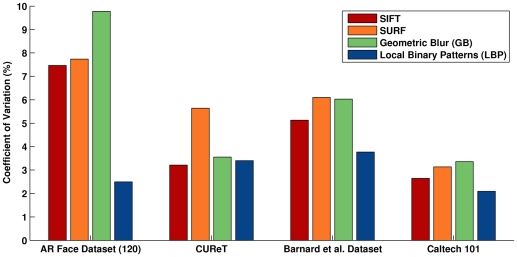 10
9
8
7
6
5
4
3
2
1
0
Coefficient of Variation (%)
SIFT
SURF
Geometric Blur (GB)
Local Binary Patterns (LBP)
AR Face Dataset (120) CUReT Barnard et al. Dataset Caltech 101